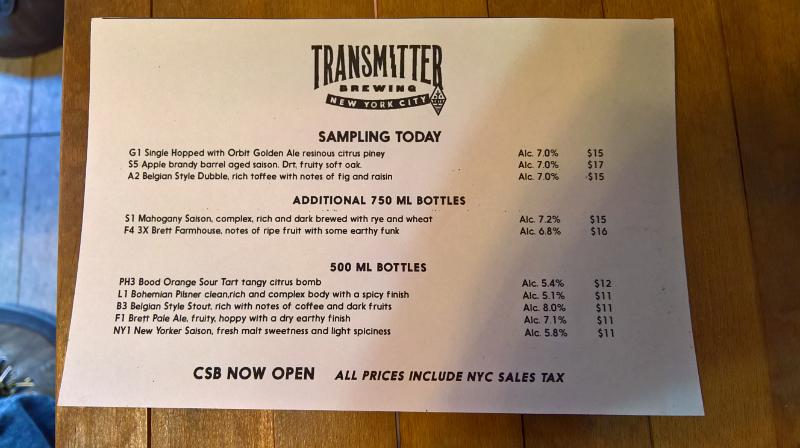 TRANSMITTER
BREWING
NEW YORK CITY
SAMPLING TODAY
G1 Single Hopped with Orbit Golden Ale resinous citrus piney Alc. 7.0% $15
S5 Apple brandy barrel aged saison. Drt, fruity soft oak. Alc. 7.0% $17
A2 Belgian Style Dubble, rich toffee with notes of fig and raisin Alc. 7.0% $15
ADDITIONAL 750 ML BOTTLES
S1 Mahogany Saison, complex, rich and dark brewed with rye and wheat Alc. 7.2% $15
F4 3X Brett Farmhouse, notes of ripe fruit with some earthy funk Alc. 6.8% $16
500 ML BOTTLES
PH3 Bood Orange Sour Tart tangy citrus bomb Alc. 5.4% $12
L1 Bohemian Pilsner clean,rich and complex body with a spicy finish Alc. 5.1% $11
B3 Belgian Style Stout, rich with notes of coffee and dark fruits Alc. 8.0% $11
F1 Brett Pale Ale, fruity, hoppy with a dry earthy finish Alc. 7.1% $11
NY1 New Yorker Saison, fresh malt sweetness and light spiciness Alc. 5.8% $11
CSB NOW OPEN ALL PRICES INCLUDE NYC SALES TAX